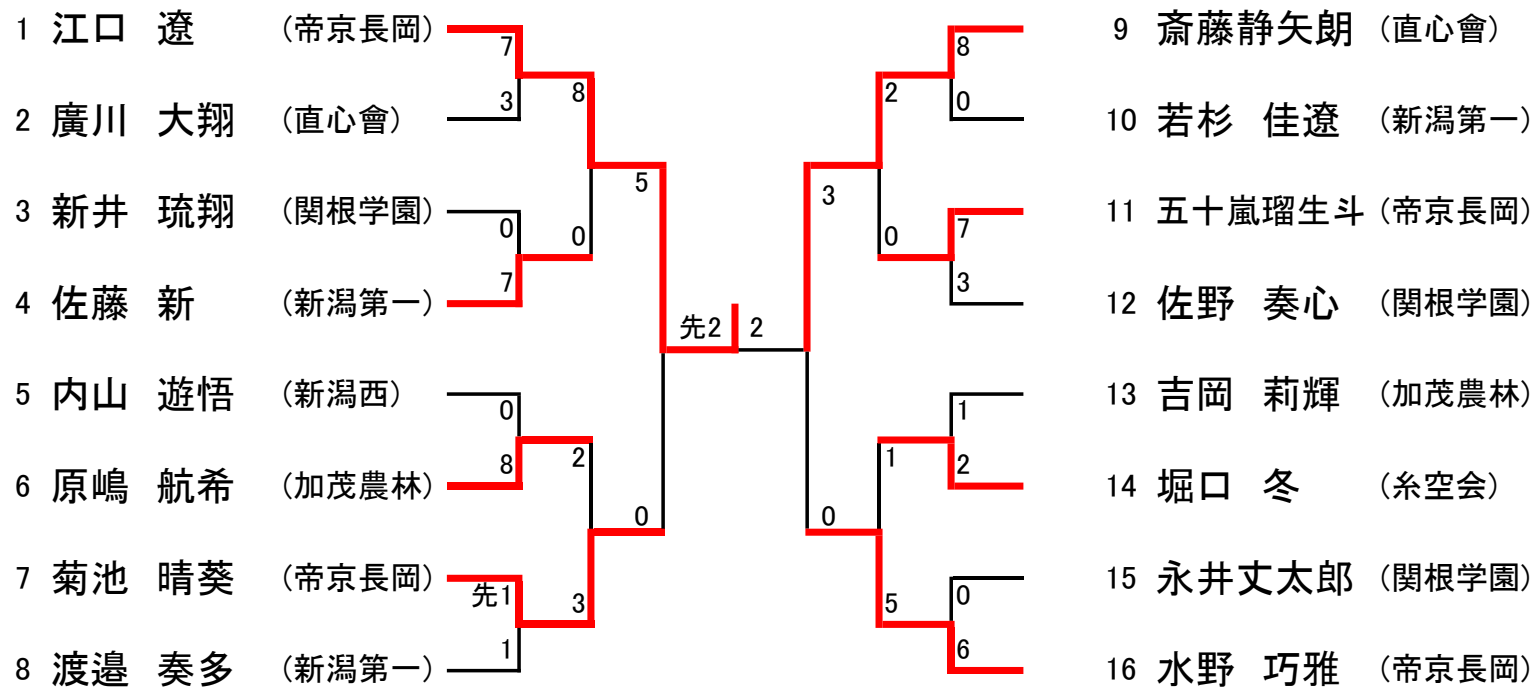 1 江口 遼 (帝京長岡)
7
3
2 廣川 大翔 (直心會)
8
3 新井 琉翔 (関根学園)
0
7
0
4 佐藤 新 (新潟第一)
5
5 内山 遊悟 (新潟西)
0
8
2
6 原嶋 航希 (加茂農林)
0
7 菊池 晴葵 (帝京長岡)
先1
1
3
8 渡邉 奏多 (新潟第一)
先2 2
9 斎藤静矢朗 (直心會)
8
0
2
10 若杉 佳遼 (新潟第一)
3
11 五十嵐瑠生斗 (帝京長岡)
7
3
0
12 佐野 奏心 (関根学園)
13 吉岡 莉輝 (加茂農林)
1
2
1
14 堀口 冬 (糸空会)
0
15 永井丈太郎 (関根学園)
0
6
5
16 水野 巧雅 (帝京長岡)